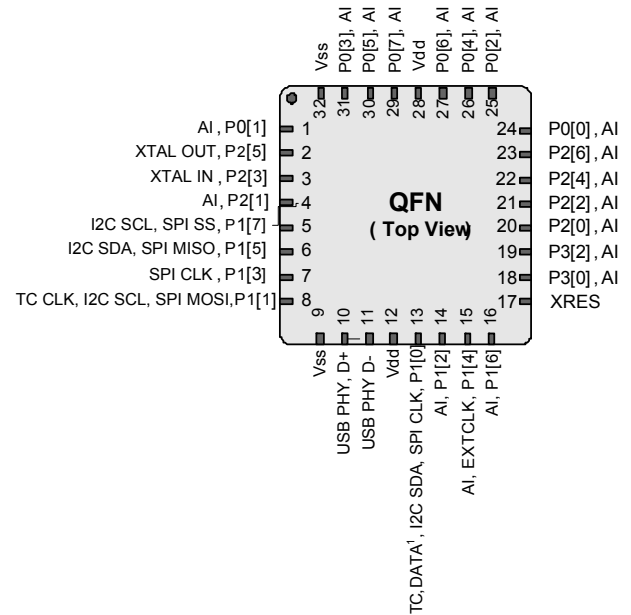 Vss
P0[3], AI
P0[5], AI
P0[7], AI
Vdd
P0[6], AI
P0[4], AI
P0[2], AI
32
31
30
29
28
27
26
25
AI , P0[1]
1
XTAL OUT, P2[5]
2
XTAL IN , P2[3]
3
AI, P2[1]
4
I2C SCL, SPI SS, P1[7]
5
I2C SDA, SPI MISO, P1[5]
6
SPI CLK , P1[3]
7
TC CLK, I2C SCL, SPI MOSI,P1[1]
8
QFN
( Top View)
24
P0[0] , AI
23
P2[6] , AI
22
P2[4] , AI
21
P2[2] , AI
20
P2[0] , AI
19
P3[2] , AI
18
P3[0] , AI
17
XRES
9
10
11
12
13
14
15
16
Vss
USB PHY, D+
USB PHY D-
Vdd
TC,DATA¹, I2C SDA, SPI CLK, P1[0]
AI, P1[2]
AI, EXTCLK, P1[4]
AI, P1[6]